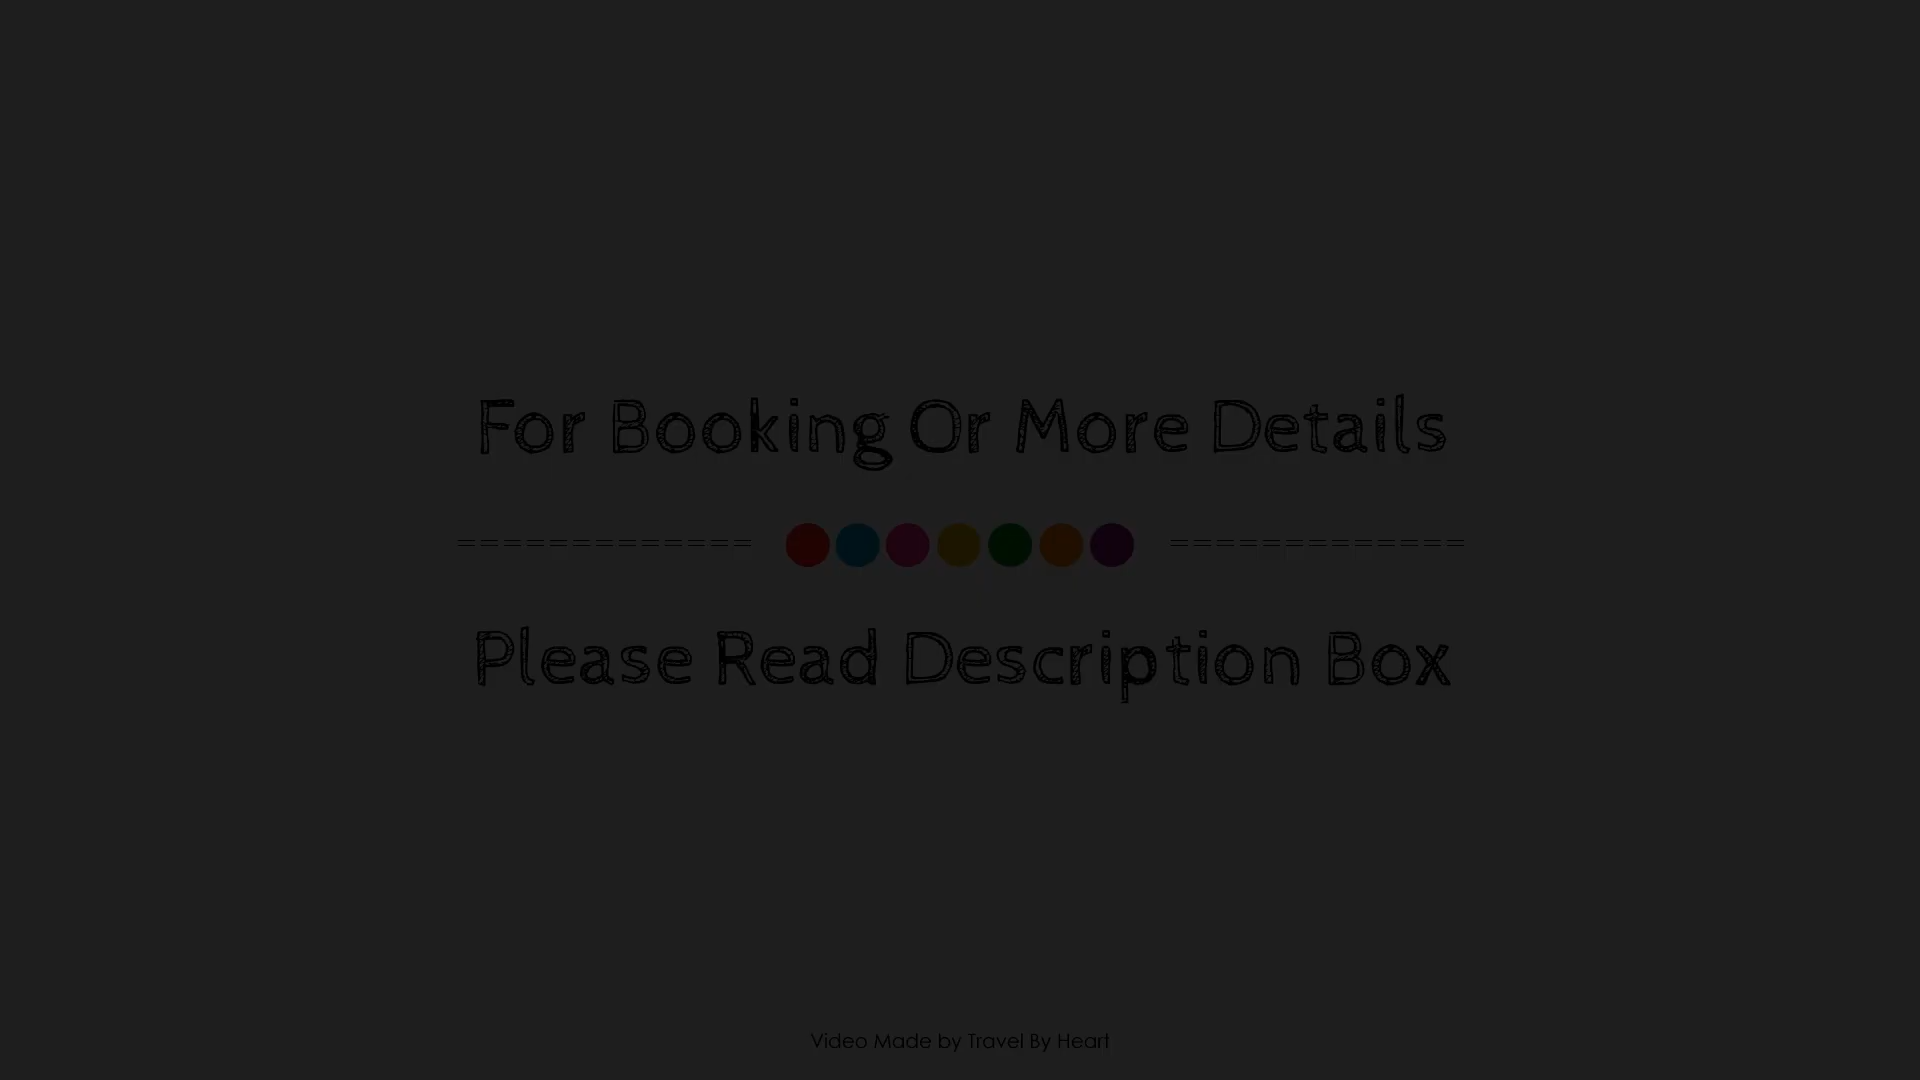 For Booking Or More Details
============= =============
Please Read Description Box
Video Made by Travel By Heart